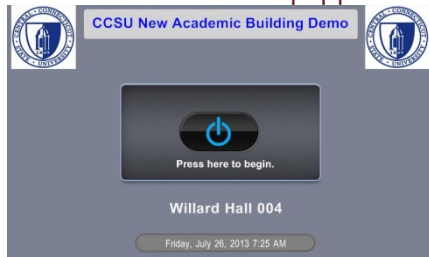 CCSU New Academic Building Demo
Press here to begin.
Willard Hall 004
Friday, July 26, 2013 7:25 AM